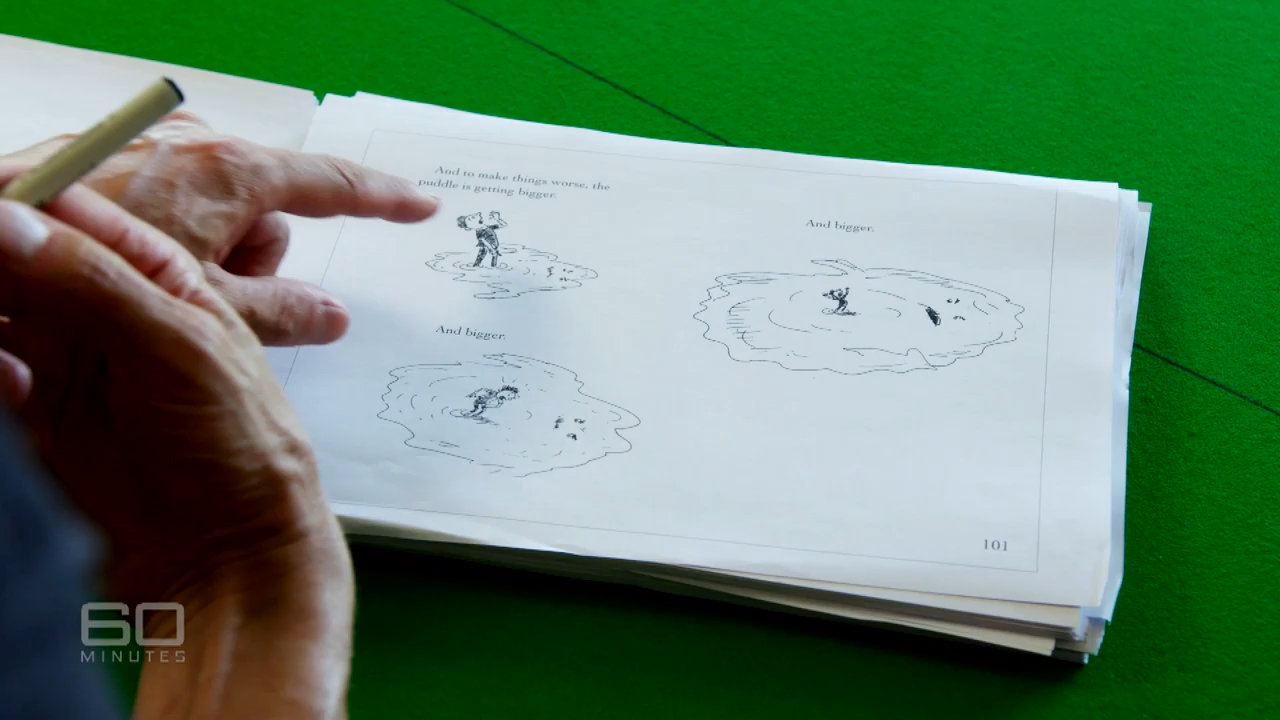 And to make things worse, the
puddle is getting bigger.
And bigger.
And bigger.
101
60
MINUTES